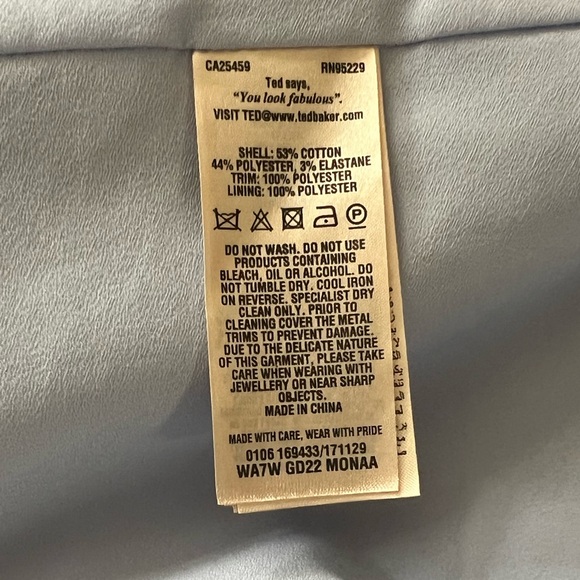 CA25459 RN95229
Ted says,
"You look fabulous".
VISIT TED@www.tedbaker.com
SHELL: 53% COTTON
44% POLYESTER, 3% ELASTANE
TRIM: 100% POLYESTER
LINING: 100% POLYESTER
P
DO NOT WASH. DO NOT USE
PRODUCTS CONTAINING
BLEACH, OIL OR ALCOHOL. DO
NOT TUMBLE DRY. COOL IRON
ON REVERSE. SPECIALIST DRY
CLEAN ONLY. PRIOR TO
CLEANING COVER THE METAL
TRIMS TO PREVENT DAMAGE.
DUE TO THE DELICATE NATURE
OF THIS GARMENT, PLEASE TAKE
CARE WHEN WEARING WITH
JEWELLERY OR NEAR SHARP
OBJECTS.
MADE IN CHINA
MADE WITH CARE, WEAR WITH PRIDE
0106 169433/171129
WA7W GD22 MONAA